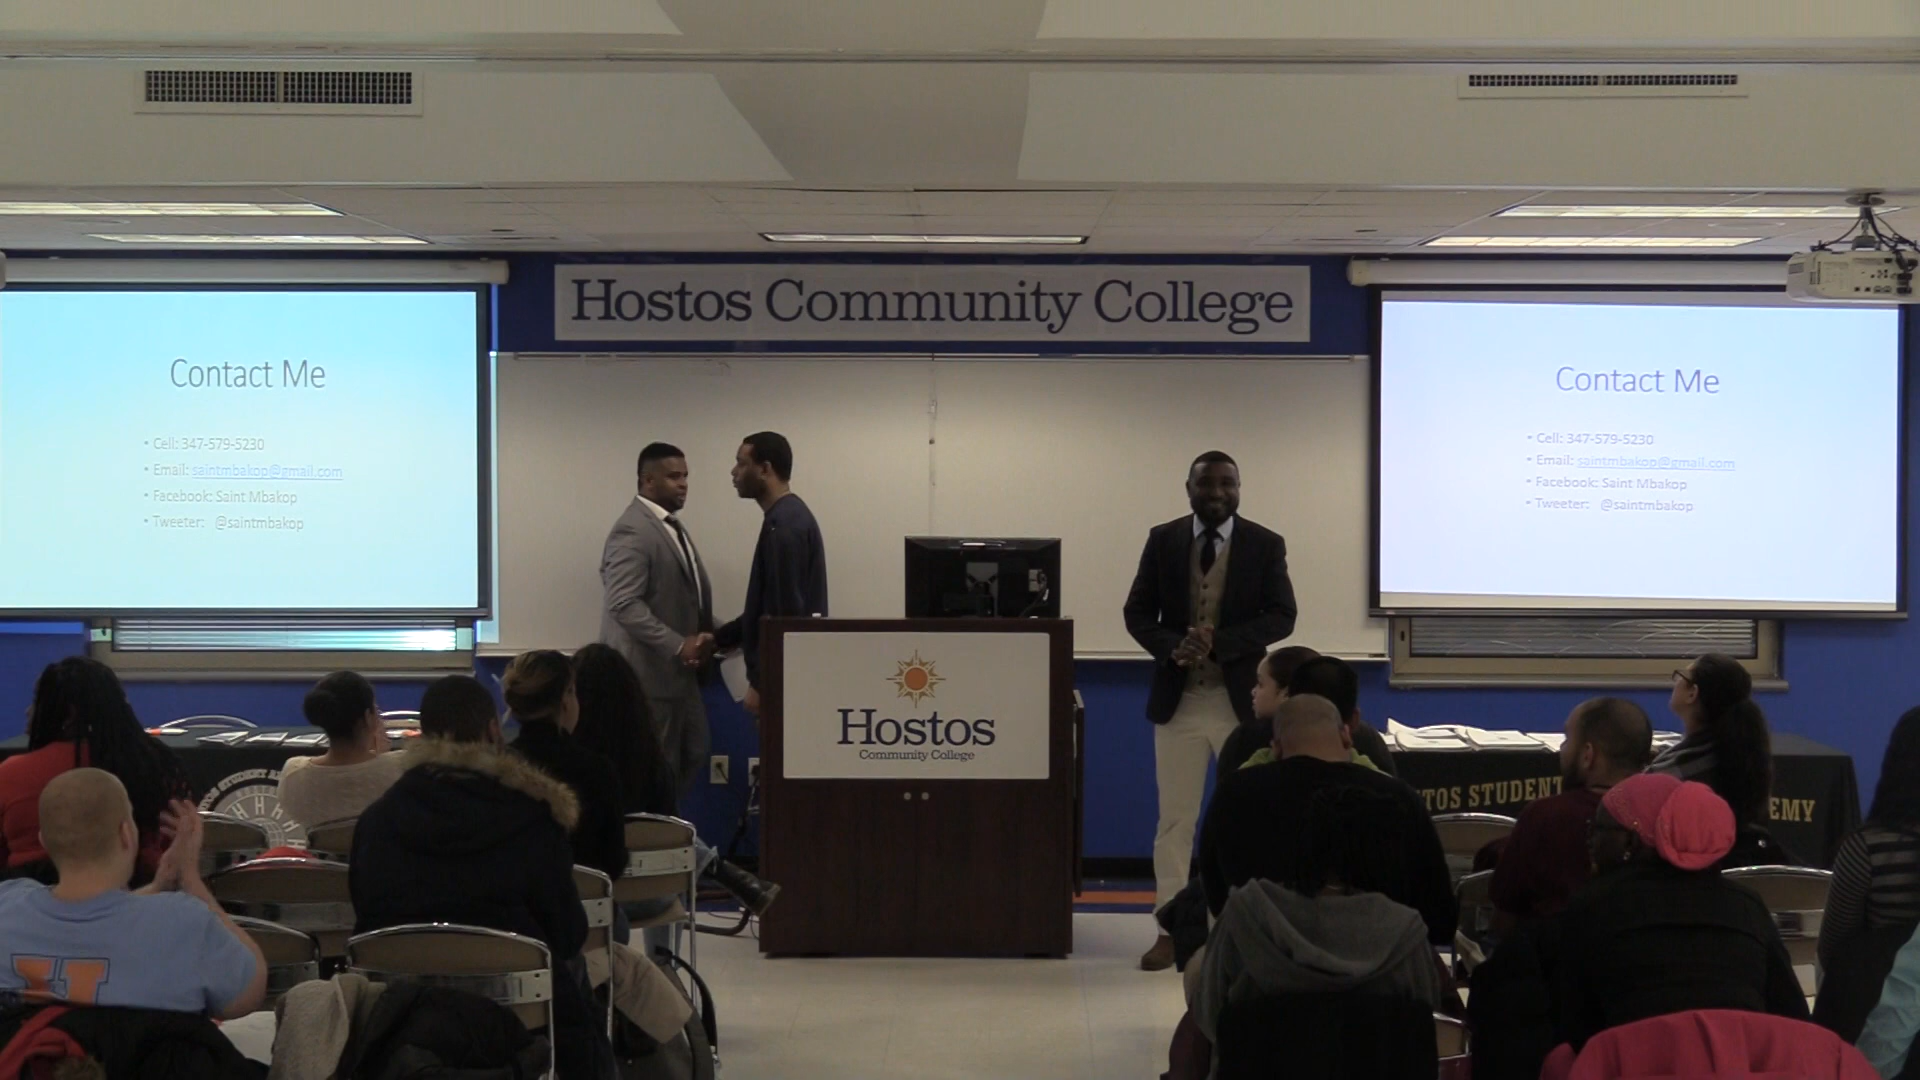 Hostos Community College
Contact Me
• Cell: 347-579-5230
• Email: saintmbakop@gmail.com
• Facebook: Saint Mbakop
• Tweeter: @saintmbakop
Contact Me
• Cell: 347-579-5230
• Email: saintmbakop@gmail.com
• Facebook: Saint Mbakop
• Tweeter: @saintmbakop
Hostos
Community College
TOS STUDENT
EMY
H